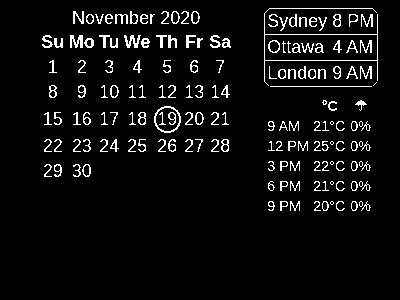 November 2020
Su Mo Tu We Th Fr Sa
1 2 3 4 5 6 7
8 9 10 11 12 13 14
15 16 17 18 19 20 21
22 23 24 25 26 27 28
29 30
Sydney 8 PM
Ottawa 4 AM
London 9 AM
°C ☂
9 AM 21°C 0%
12 PM 25°C 0%
3 PM 22°C 0%
6 PM 21°C 0%
9 PM 20°C 0%